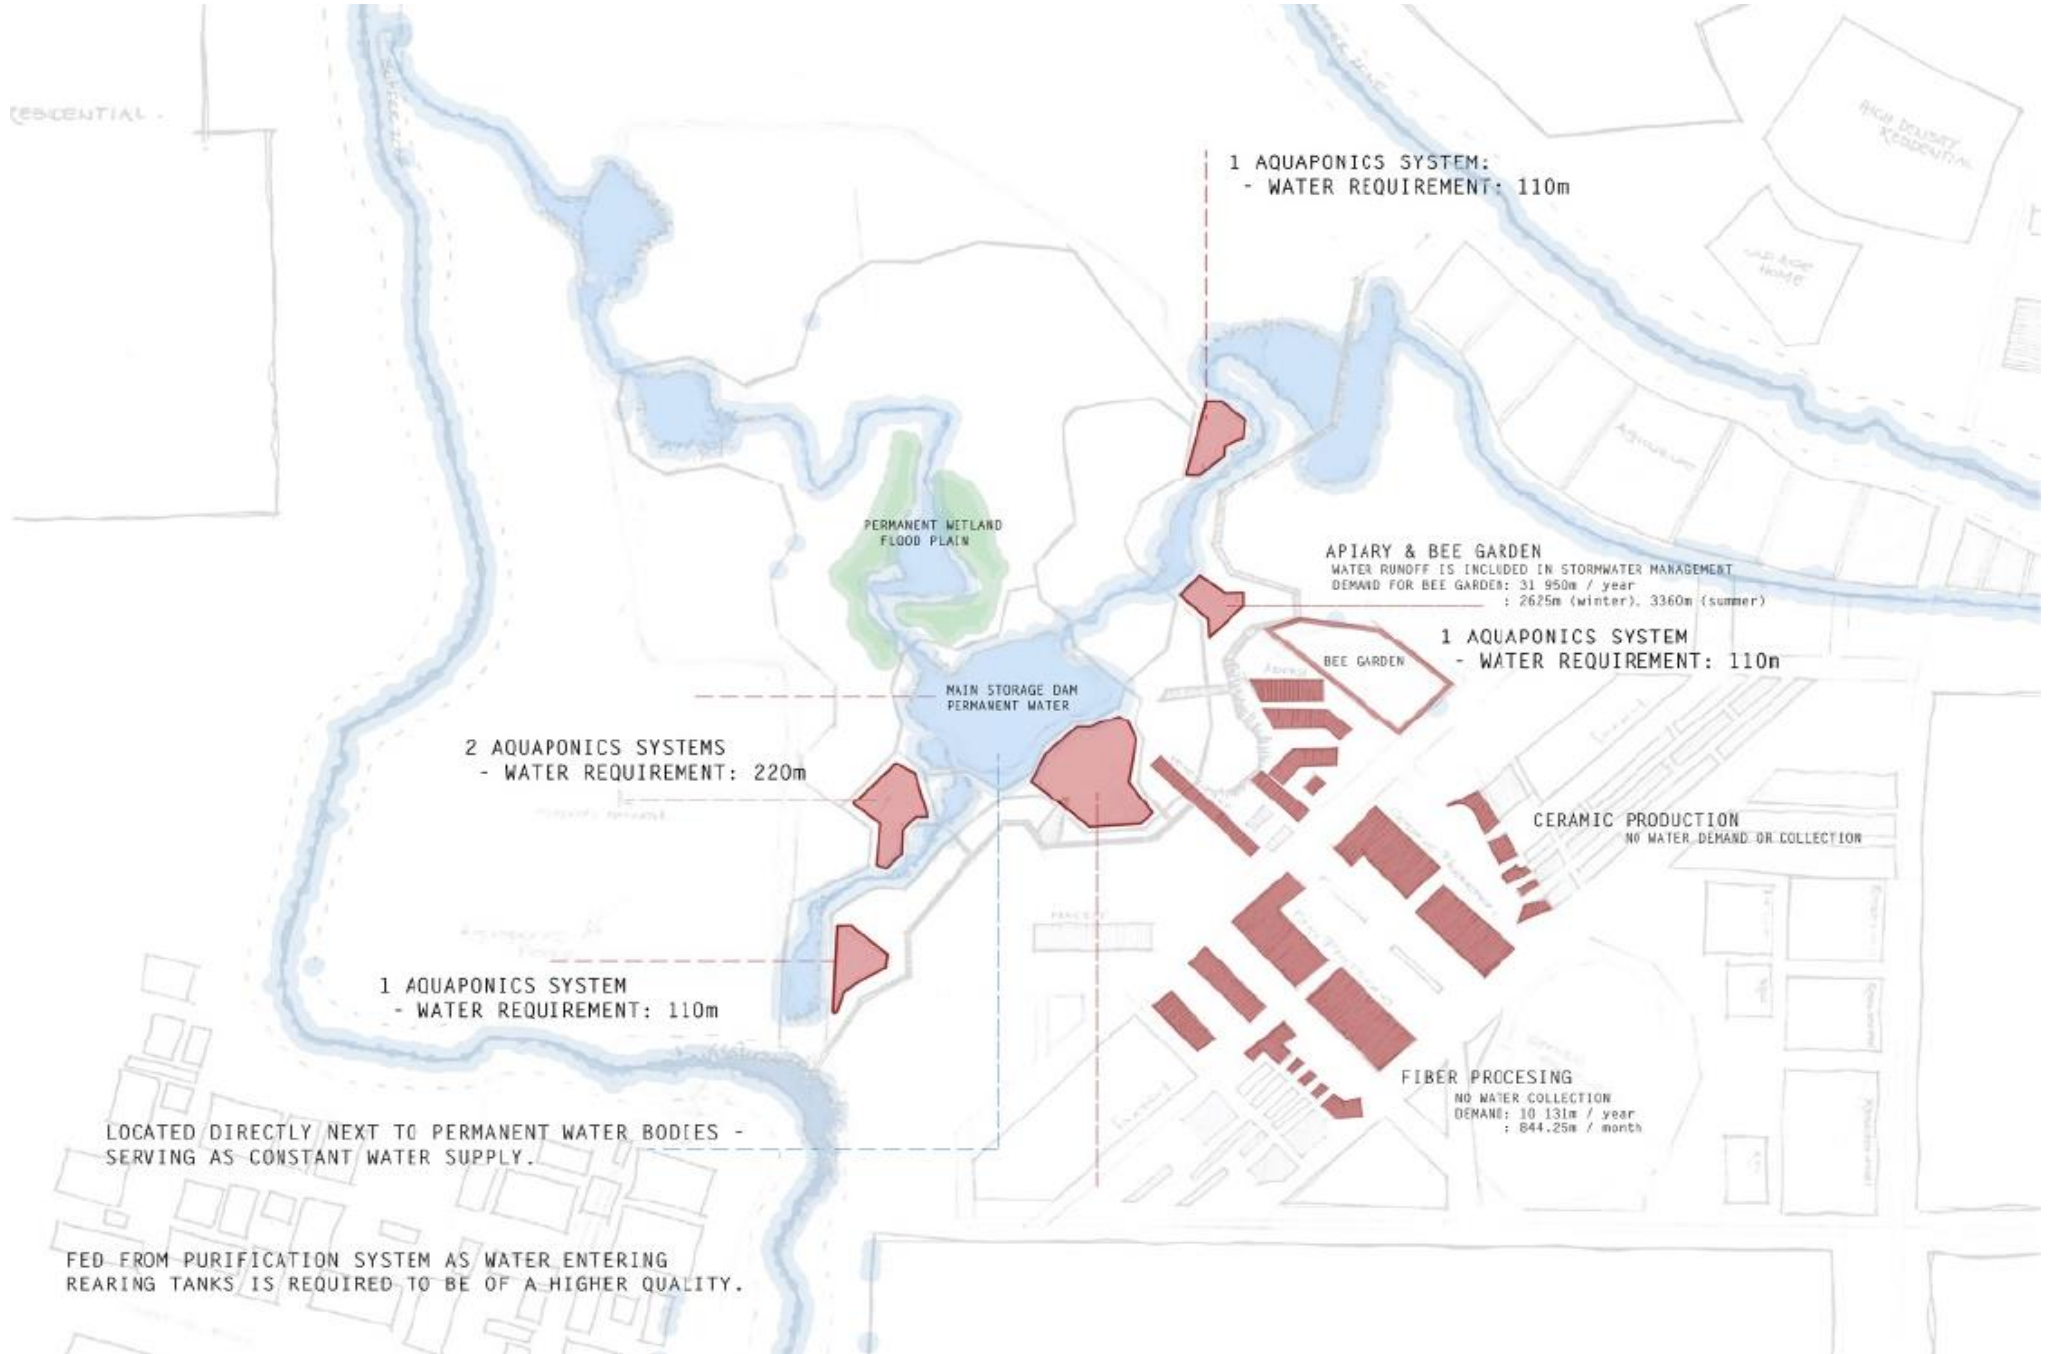 RESIDENTIAL.
HIGH DENSITY
RESIDENTIAL
1 AQUAPONICS SYSTEM:
- WATER REQUIREMENT: 110m
PERMANENT WETLAND
FLOOD PLAIN
APIARY & BEE GARDEN
WATER RUNOFF IS INCLUDED IN STORMWATER MANAGEMENT
DEMAND FOR BEE GARDEN: 31 950m / year
: 2625m (winter), 3360m (summer)
1 AQUAPONICS SYSTEM
- WATER REQUIREMENT: 110m
BEE GARDEN
MAIN STORAGE DAM
PERMANENT WATER
2 AQUAPONICS SYSTEMS
- WATER REQUIREMENT: 220m
CERAMIC PRODUCTION
NO WATER DEMAND OR COLLECTION
1 AQUAPONICS SYSTEM
- WATER REQUIREMENT: 110m
FIBER PROCESING
NO WATER COLLECTION
DEMAND: 10 131m / year
: 844.25m / month
LOCATED DIRECTLY NEXT TO PERMANENT WATER BODIES -
SERVING AS CONSTANT WATER SUPPLY.
FED FROM PURIFICATION SYSTEM AS WATER ENTERING
REARING TANKS IS REQUIRED TO BE OF A HIGHER QUALITY.